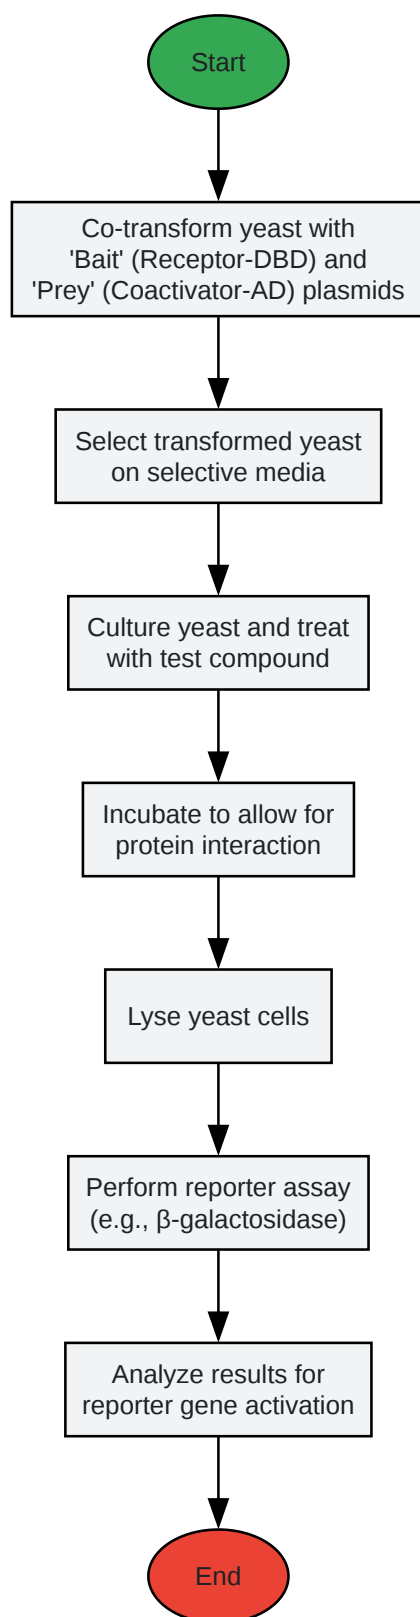 Start
Co-transform yeast with
'Bait' (Receptor-DBD) and
'Prey' (Coactivator-AD) plasmids
Select transformed yeast
on selective media
Culture yeast and treat
with test compound
Incubate to allow for
protein interaction
Lyse yeast cells
Perform reporter assay
(e.g., β-galactosidase)
Analyze results for
reporter gene activation
End